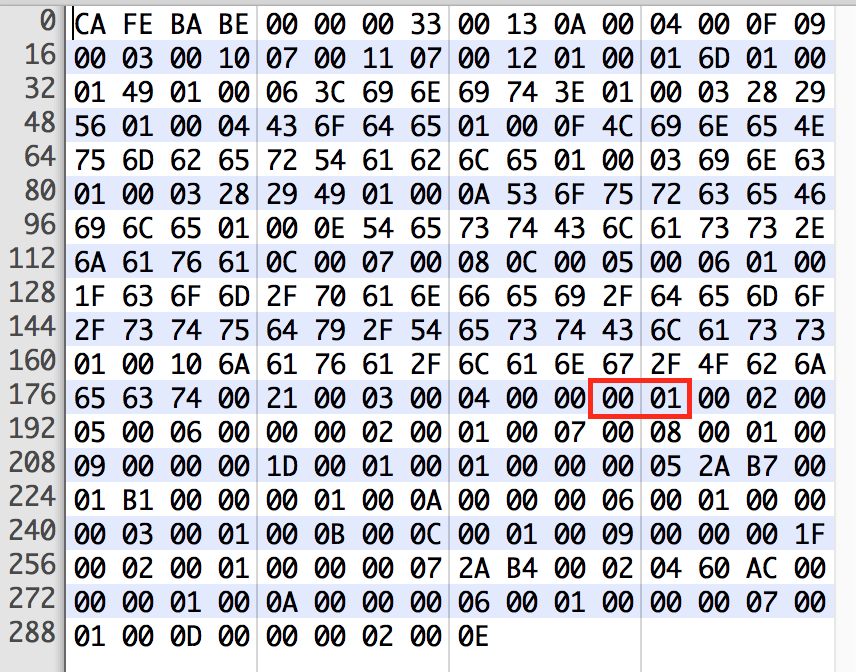 0 CA FE BA BE 00 00 00 33 00 13 0A 00 04 00 0F 09
16 00 03 00 10 07 00 11 07 00 12 01 00 01 6D 01 00
32 01 49 01 00 06 3C 69 6E 69 74 3E 01 00 03 28 29
48 56 01 00 04 43 6F 64 65 01 00 0F 4C 69 6E 65 4E
64 75 6D 62 65 72 54 61 62 6C 65 01 00 03 69 6E 63
80 01 00 03 28 29 49 01 00 0A 53 6F 75 72 63 65 46
96 69 6C 65 01 00 0E 54 65 73 74 43 6C 61 73 73 2E
112 6A 61 76 61 0C 00 07 00 08 0C 00 05 00 06 01 00
128 1F 63 6F 6D 2F 70 61 6E 66 65 69 2F 64 65 6D 6F
144 2F 73 74 75 64 79 2F 54 65 73 74 43 6C 61 73 73
160 01 00 10 6A 61 76 61 2F 6C 61 6E 67 2F 4F 62 6A
176 65 63 74 00 21 00 03 00 04 00 00 00 01 00 02 00
192 05 00 06 00 00 00 02 00 01 00 07 00 08 00 01 00
208 09 00 00 00 1D 00 01 00 01 00 00 00 05 2A B7 00
224 01 B1 00 00 00 01 00 0A 00 00 00 06 00 01 00 00
240 00 03 00 01 00 0B 00 0C 00 01 00 09 00 00 00 1F
256 00 02 00 01 00 00 00 07 2A B4 00 02 04 60 AC 00
272 00 00 01 00 0A 00 00 00 06 00 01 00 00 00 07 00
288 01 00 0D 00 00 00 02 00 0E